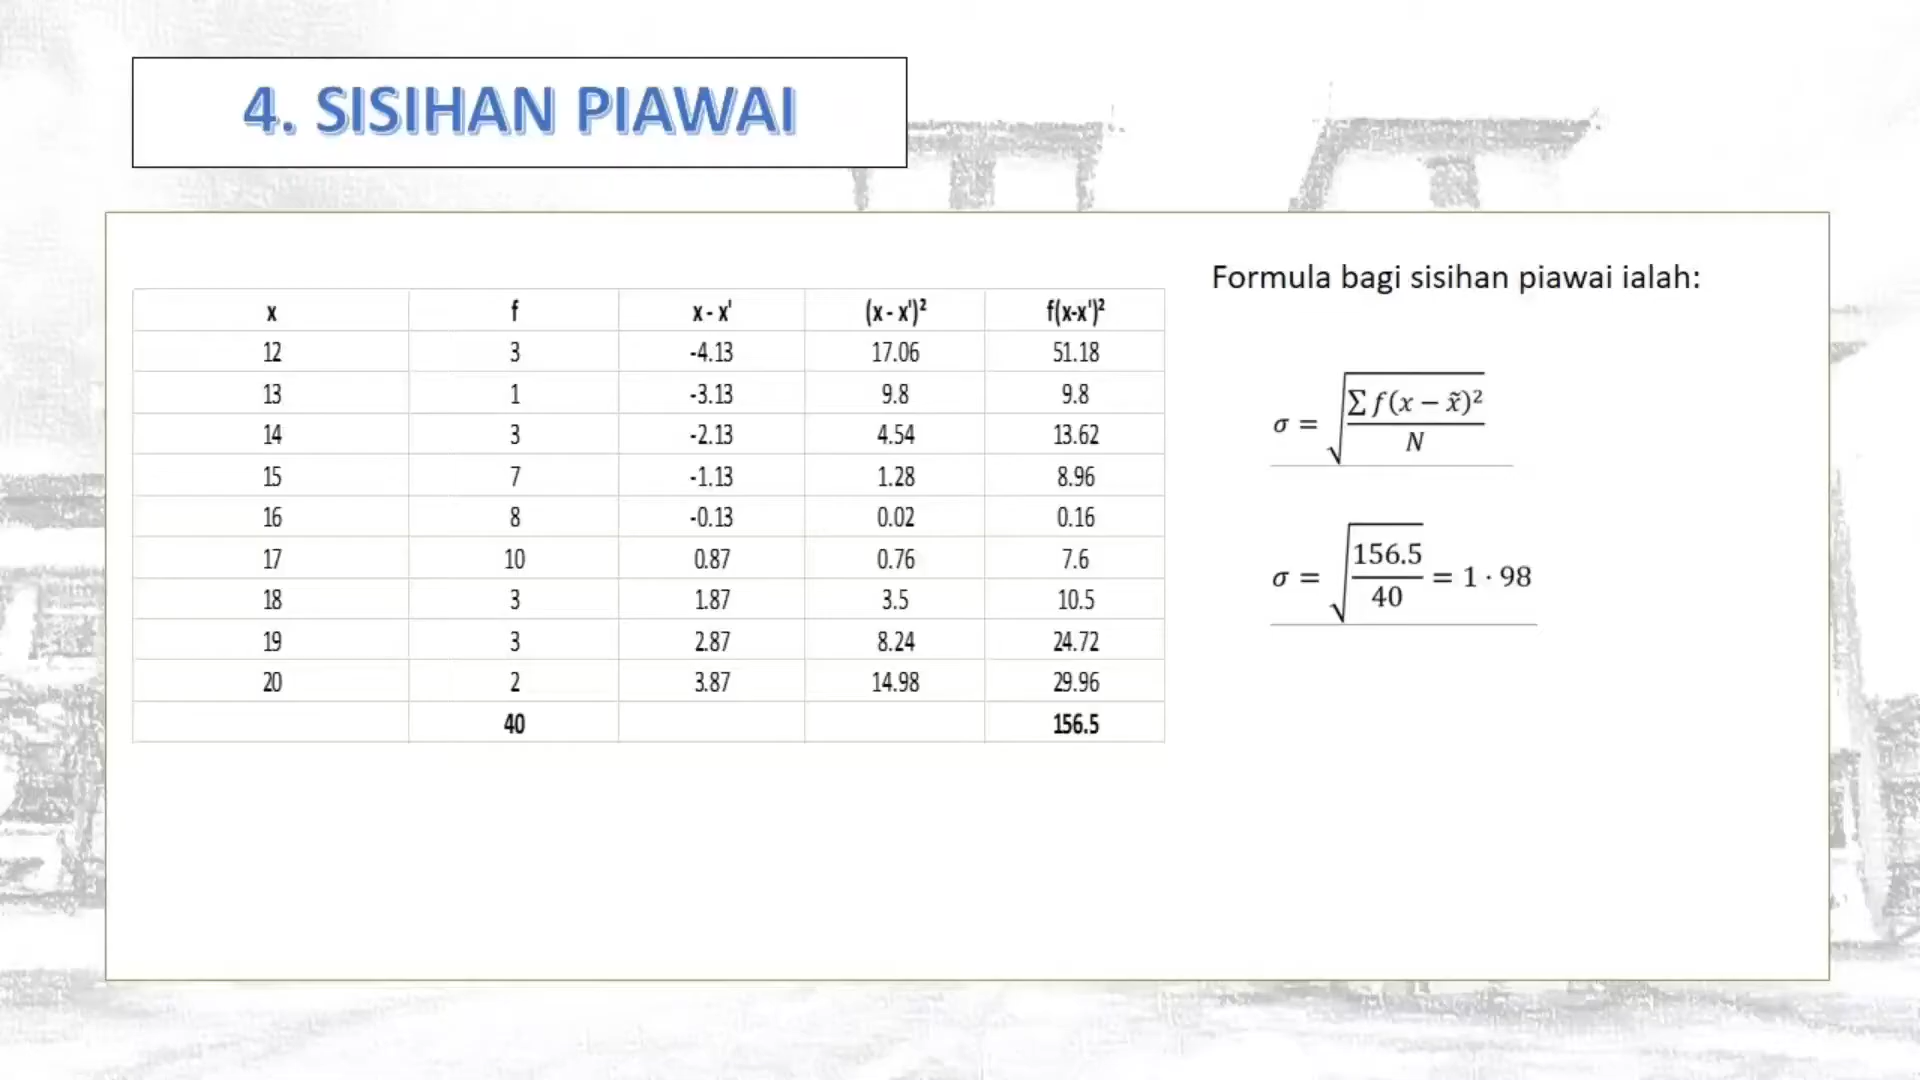 4. SISIHAN PIAWAI
Formula bagi sisihan piawai ialah:
x f x - x' (x - x')² f(x-x')²
12 3 -4.13 17.06 51.18
13 1 -3.13 9.8 9.8
14 3 -2.13 4.54 13.62
15 7 -1.13 1.28 8.96
16 8 -0.13 0.02 0.16
17 10 0.87 0.76 7.6
18 3 1.87 3.5 10.5
19 3 2.87 8.24 24.72
20 2 3.87 14.98 29.96
40 156.5
σ = √(∑ f(x − x̃)² / N)
σ = √(156.5 / 40) = 1 · 98